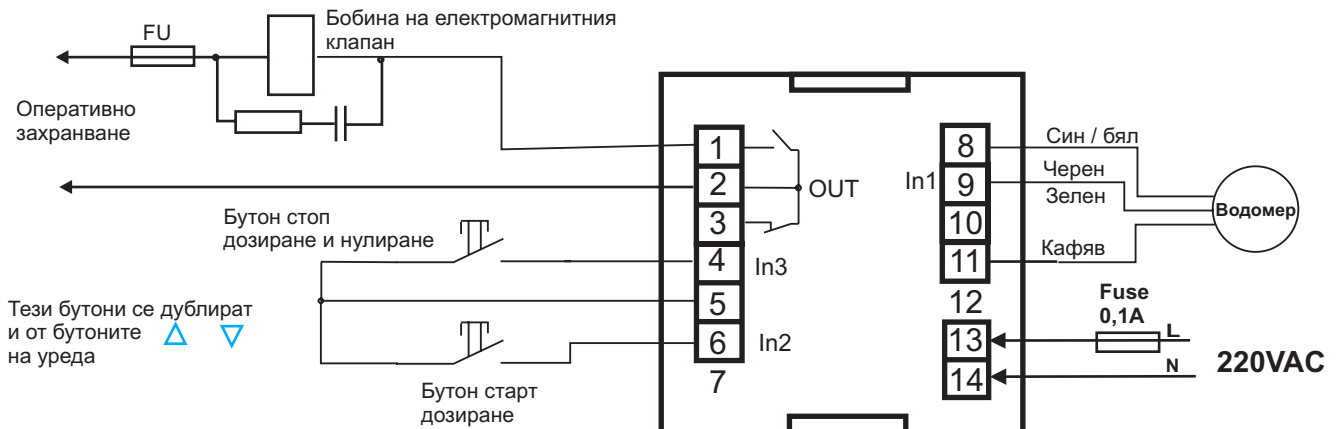 FU
Бобина на електромагнитния
клапан
Оперативно
захранване
Бутон стоп
дозиране и нулиране
Тези бутони се дублират
и от бутоните
на уреда
Бутон старт
дозиране
1
2
3
4
5
6
7
OUT
In3
In2
In1
8
9
10
11
12
13
14
Син / бял
Черен
Зелен
Кафяв
Водомер
Fuse
0,1A
L
N
220VAC